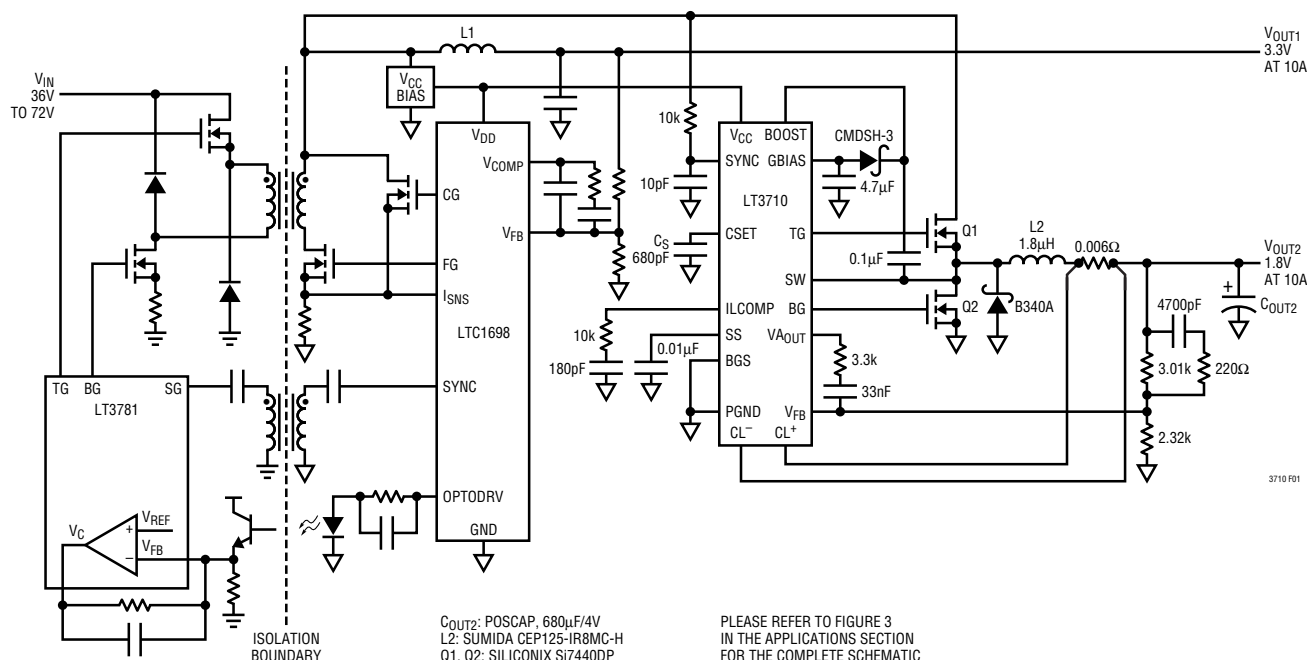 L1
V_OUT1
3.3V
AT 10A
V_IN
36V
TO 72V
V_CC
BIAS
10k
V_DD
V_COMP
CG
V_FB
FG
I_SNS
LTC1698
SYNC
OPTODRV
GND
V_CC
BOOST
SYNC
GBIAS
CMDSH-3
10pF
4.7µF
LT3710
C_S
680pF
CSET
TG
Q1
0.1µF
SW
L2
1.8µH
0.006Ω
V_OUT2
1.8V
AT 10A
ILCOMP
BG
Q2
B340A
+
C_OUT2
10k
180pF
SS
0.01µF
VA_OUT
3.3k
33nF
4700pF
3.01k
220Ω
BGS
PGND
V_FB
CL−
CL+
2.32k
TG
BG
SG
LT3781
V_C
+
V_REF
−
V_FB
3710 F01
ISOLATION
BOUNDARY
C_OUT2: POSCAP, 680µF/4V
L2: SUMIDA CEP125-IR8MC-H
Q1, Q2: SILICONIX Si7440DP
PLEASE REFER TO FIGURE 3
IN THE APPLICATIONS SECTION
FOR THE COMPLETE SCHEMATIC